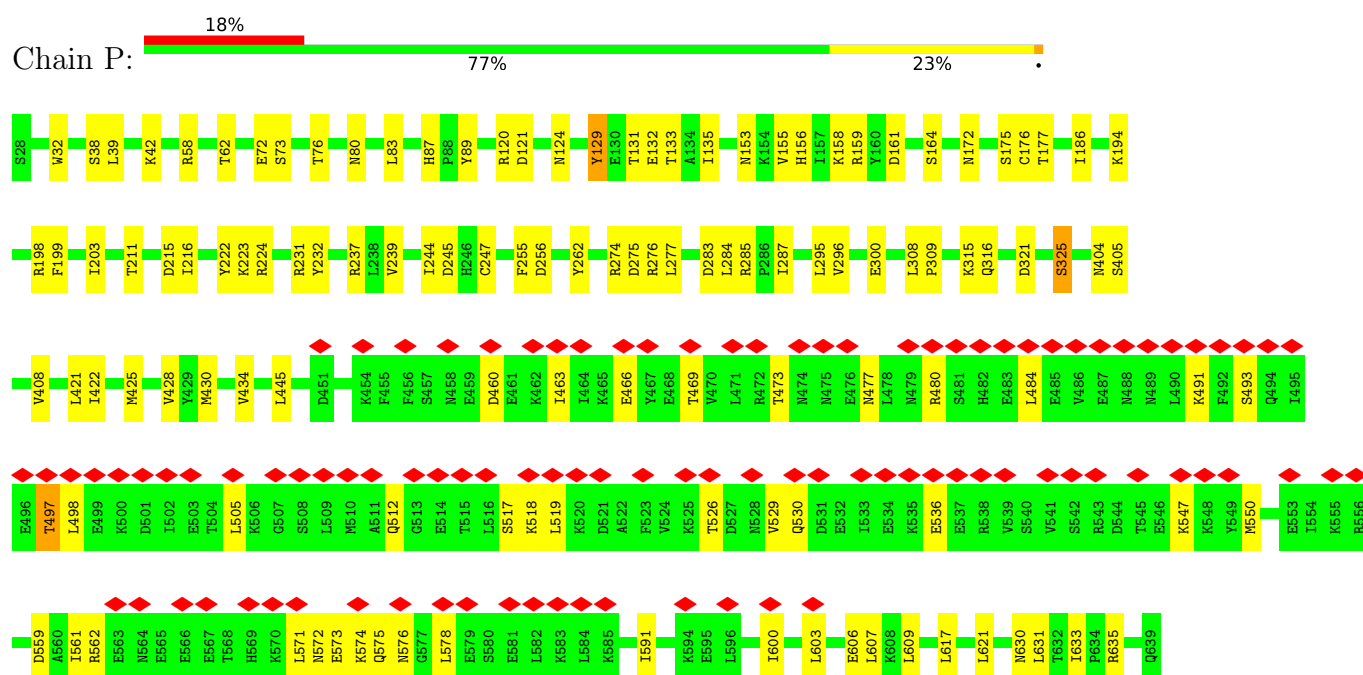 18%
Chain P:
77% 23% •
S28 W32 S38 L39 K42 R58 T62 E72 S73 T76 N80 L83 H87 P88 Y89 R120 D121 N124 Y129 E130 T131 E132 T133 A134 I135 N153 K154 V155 H156 I157 K158 R159 Y160 D161 S164 N172 S175 C176 T177 I186 K194
R198 F199 I203 T211 D215 I216 Y222 K223 R224 R231 Y232 R237 L238 V239 I244 D245 H246 C247 F255 D256 Y262 R274 D275 R276 L277 D283 L284 R285 P286 I287 L295 V296 E300 L308 P309 K315 Q316 D321 S325 N404 S405
V408 L421 I422 M425 V428 Y429 M430 V434 L445 D451 K454 F455 F456 S457 N458 E459 D460 E461 K462 I463 I464 K465 E466 Y467 E468 T469 V470 L471 R472 T473 N474 N475 E476 N477 L478 N479 R480 S481 H482 E483 L484 E485 V486 E487 N488 N489 L490 K491 F492 S493 Q494 I495
E496 T497 L498 E499 K500 D501 I502 E503 T504 L505 K506 G507 S508 L509 M510 A511 Q512 G513 E514 T515 L516 S517 K518 L519 K520 D521 A522 F523 V524 K525 T526 D527 N528 V529 Q530 D531 E532 I533 E534 K535 E536 E537 R538 V539 S540 V541 S542 R543 D544 T545 E546 K547 K548 Y549 M550 E553 I554 K555 R556
D559 A560 I561 R562 E563 N564 E565 E566 E567 T568 H569 K570 L571 N572 E573 K574 Q575 N576 G577 L578 E579 S580 E581 L582 K583 L584 K585 I591 K594 E595 L596 I600 L603 E606 L607 K608 L609 L617 L621 N630 L631 T632 I633 P634 R635 Q639